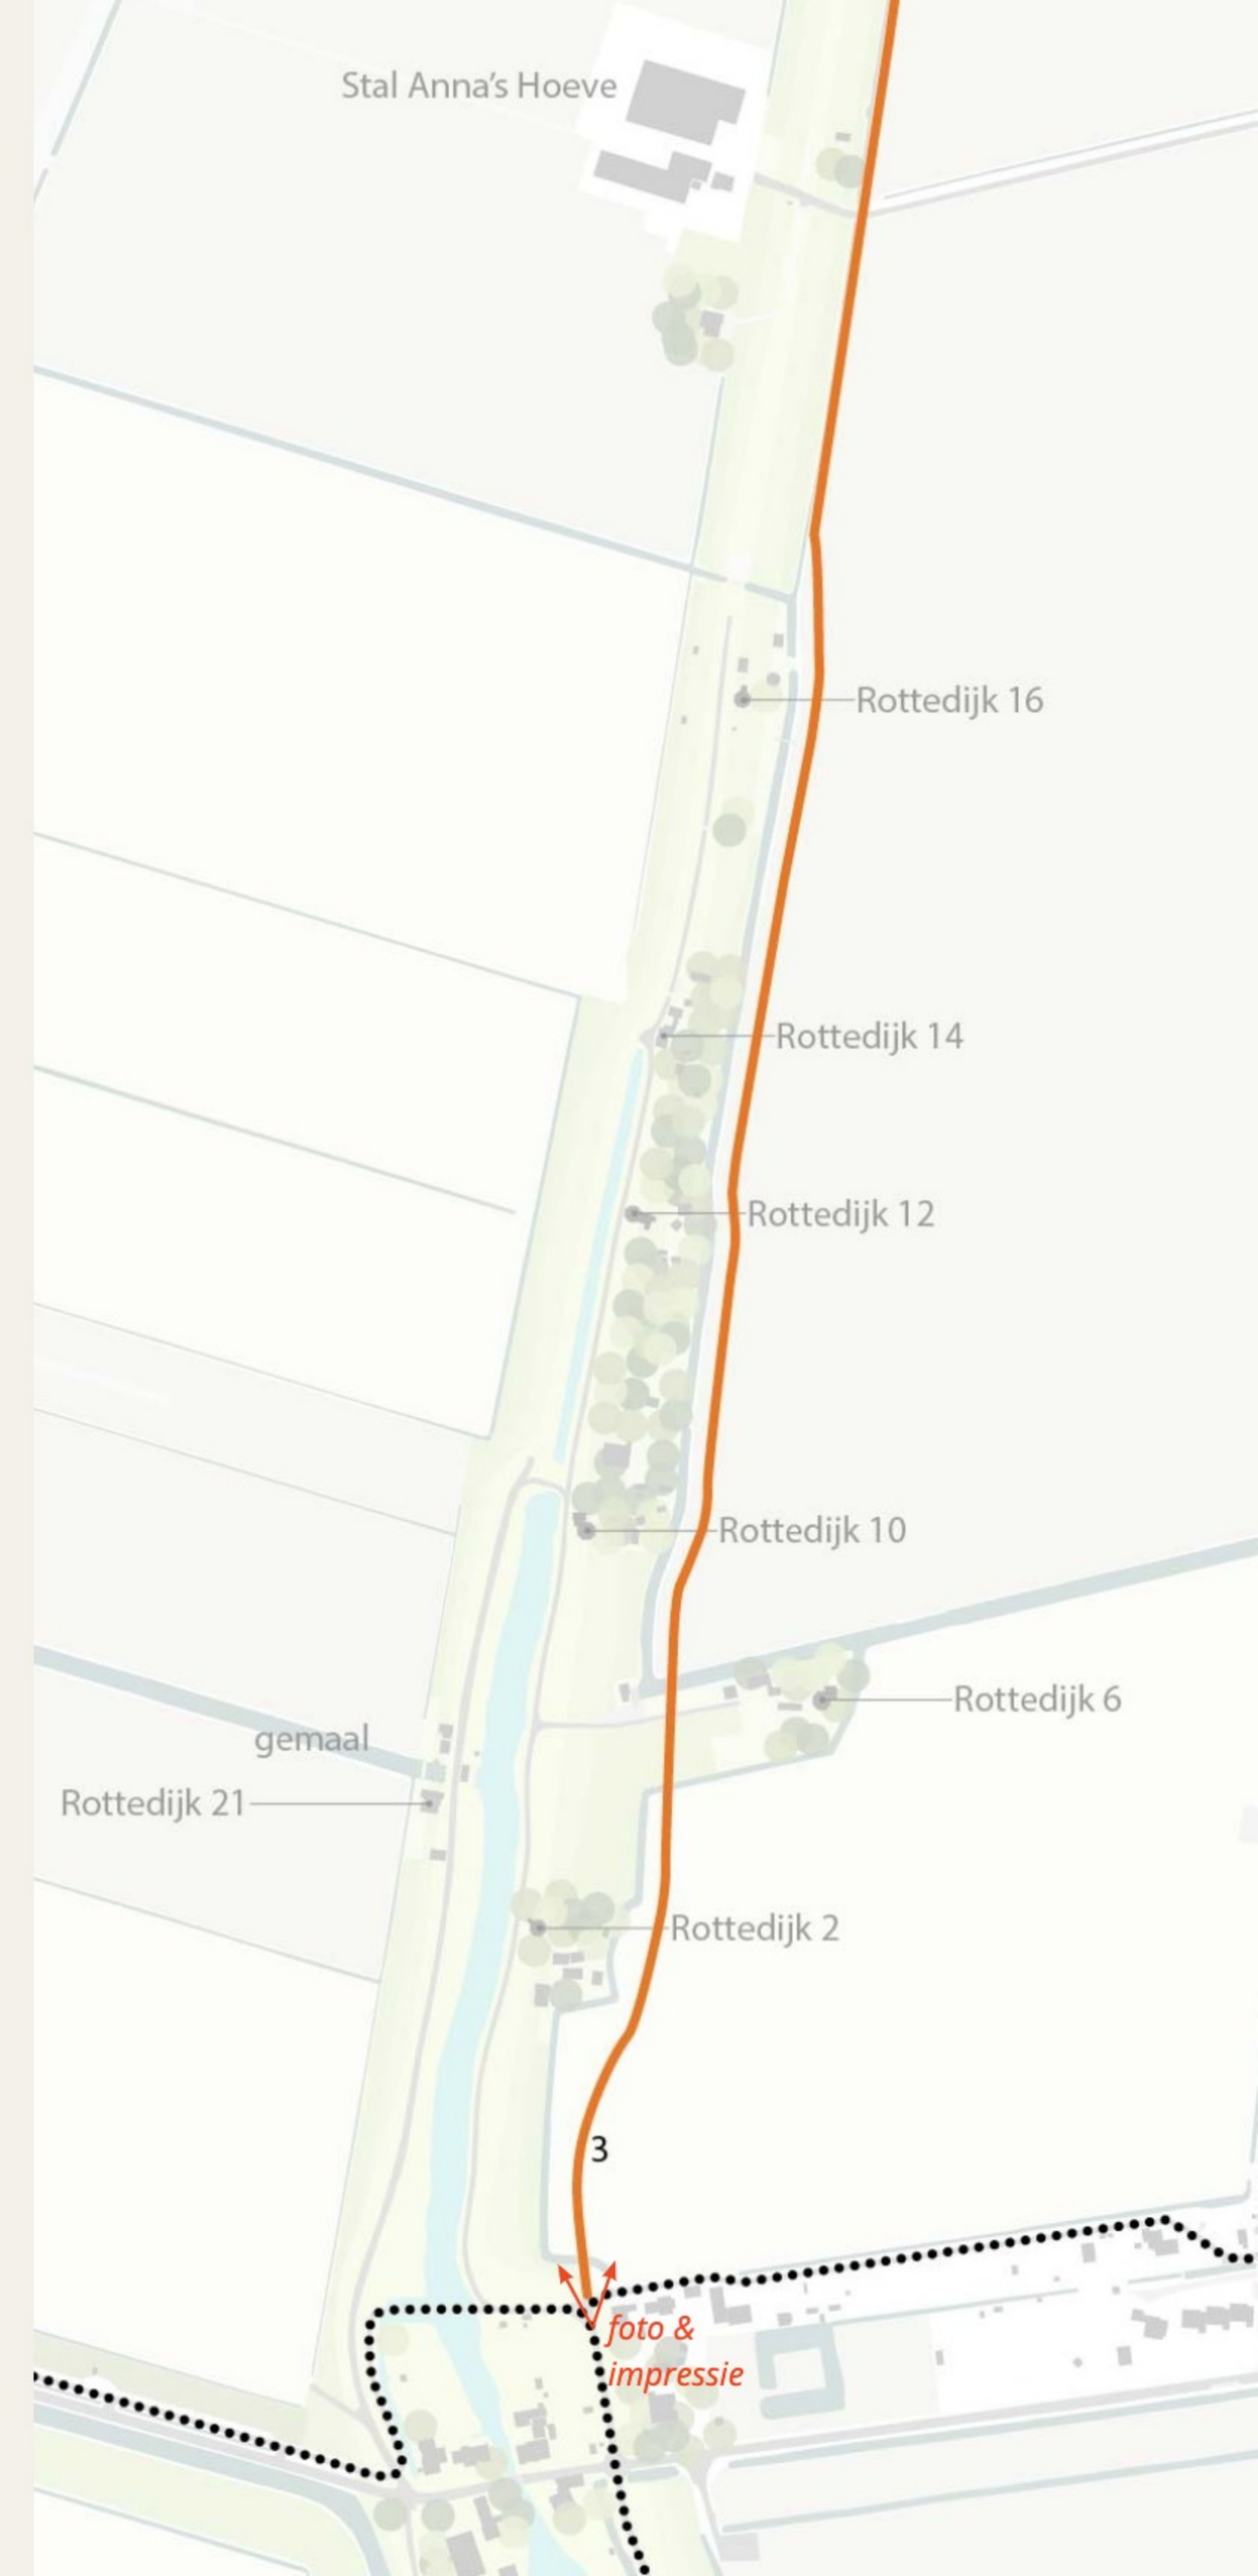 Stal Anna's Hoeve
Rottedijk 16
Rottedijk 14
Rottedijk 12
Rottedijk 10
Rottedijk 6
gemaal
Rottedijk 21
Rottedijk 2
3
foto &
impressie